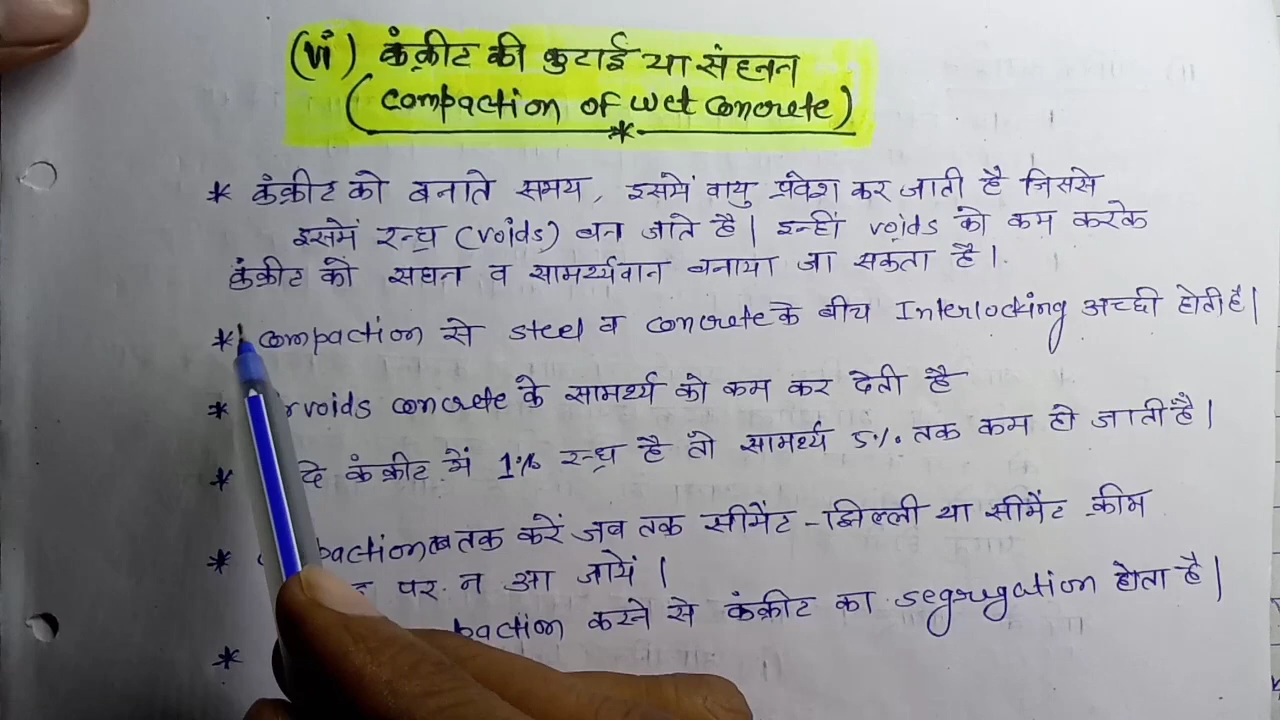 (vi) कंक्रीट की कुटाई या संहनन
(Compaction of wet Concrete)
* कंक्रीट को बनाते समय, इसमें वायु प्रवेश कर जाती है जिससे
इसमें रन्ध्र (voids) बन जाते है। इन्हीं voids को कम करके
कंक्रीट को सघन व सामर्थ्यवान बनाया जा सकता है।
* compaction से steel व concrete के बीच Interlocking अच्छी होती है।
* voids concrete के सामर्थ्य को कम कर देती है
* कंक्रीट में 1% रन्ध्र है तो सामर्थ्य 5% तक कम हो जाती है।
* तक करें जब तक सीमेंट-झिल्ली या सीमेंट क्रीम
पर न आ जायें।
* करने से कंक्रीट का segregation होता है।